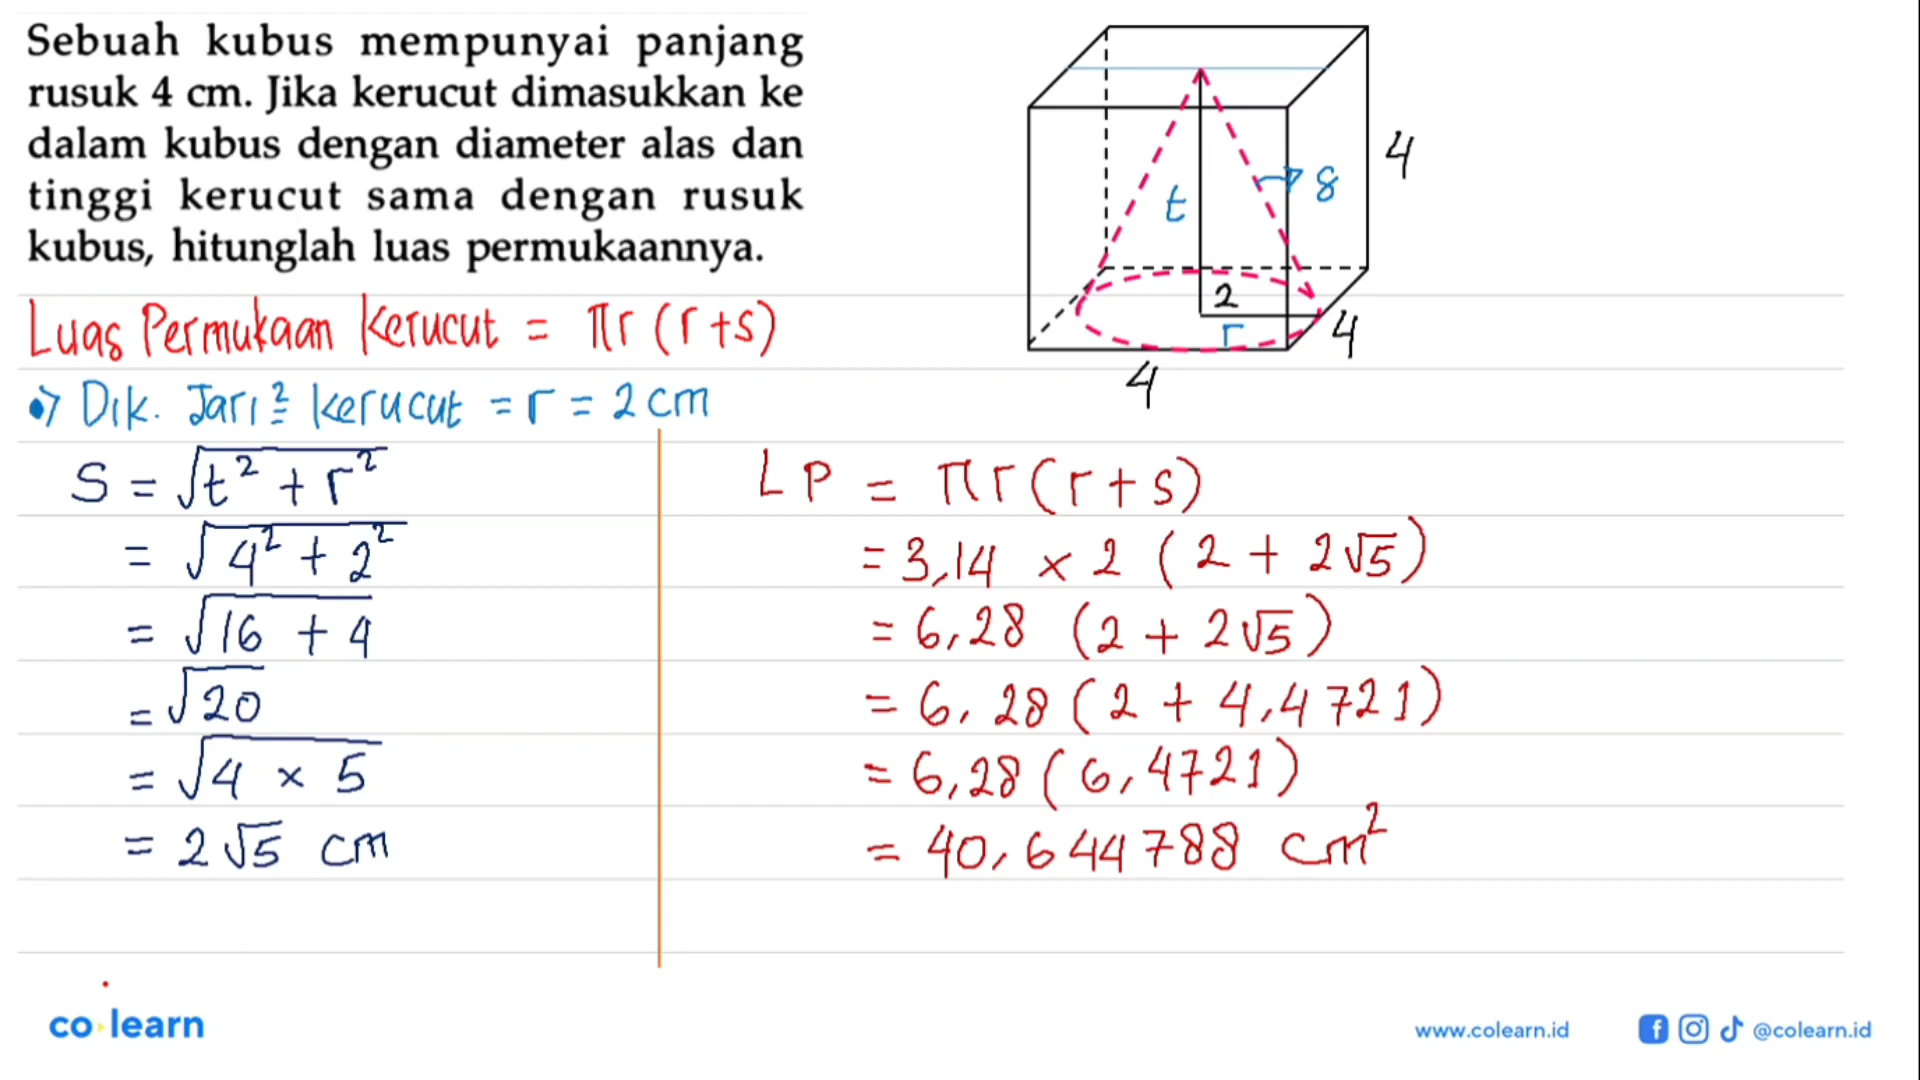 Sebuah kubus mempunyai panjang
rusuk 4 cm. Jika kerucut dimasukkan ke
dalam kubus dengan diameter alas dan
tinggi kerucut sama dengan rusuk
kubus, hitunglah luas permukaannya.
4
t
8
2
r
4
4
Luas Permukaan Kerucut = πr (r+s)
•) Dik. Jari² kerucut = r = 2 cm
S = √t² + r²
= √4² + 2²
= √16 + 4
= √20
= √4 × 5
= 2√5 cm
LP = πr(r+s)
= 3,14 × 2 (2 + 2√5)
= 6,28 (2 + 2√5)
= 6,28 (2 + 4,4721)
= 6,28 (6,4721)
= 40,644788 cm²
co learn
www.colearn.id
@colearn.id